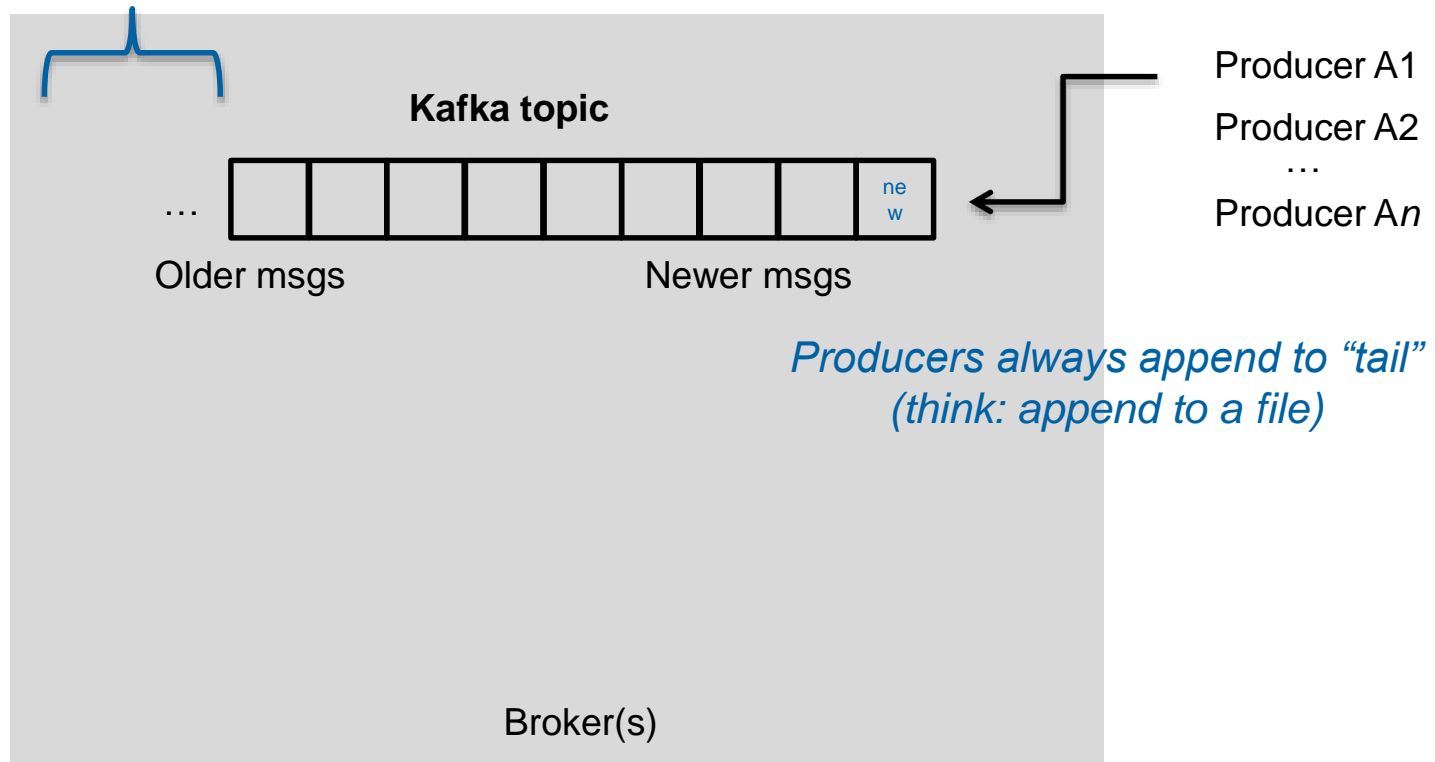 Kafka topic
Producer A1
Producer A2
…
Producer An
…
ne
w
Older msgs
Newer msgs
Producers always append to “tail”
(think: append to a file)
Broker(s)